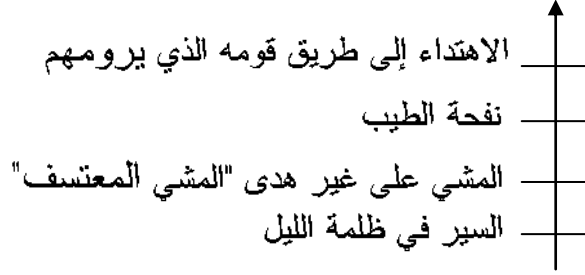 الاهتداء إلى طريق قومه الذي يرومهم
نفحة الطيب
المشي على غير هدى "المشي المعتسف"
السير في ظلمة الليل